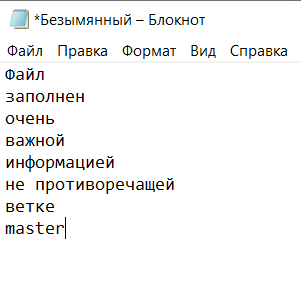 *Безымянный – Блокнот
Файл Правка Формат Вид Справка
Файл
заполнен
очень
важной
информацией
не противоречащей
ветке
master